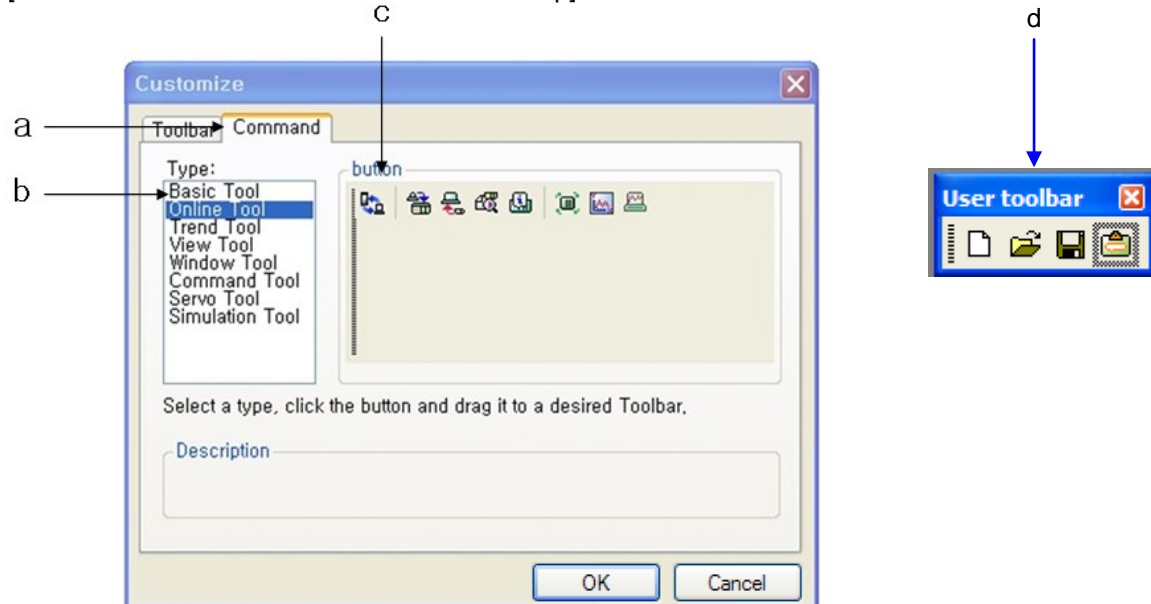 c
d
Customize
a
Toolbar Command
Type:
button
b
Basic Tool
Online Tool
Trend Tool
View Tool
Window Tool
Command Tool
Servo Tool
Simulation Tool
User toolbar
Select a type, click the button and drag it to a desired Toolbar,
Description
OK Cancel